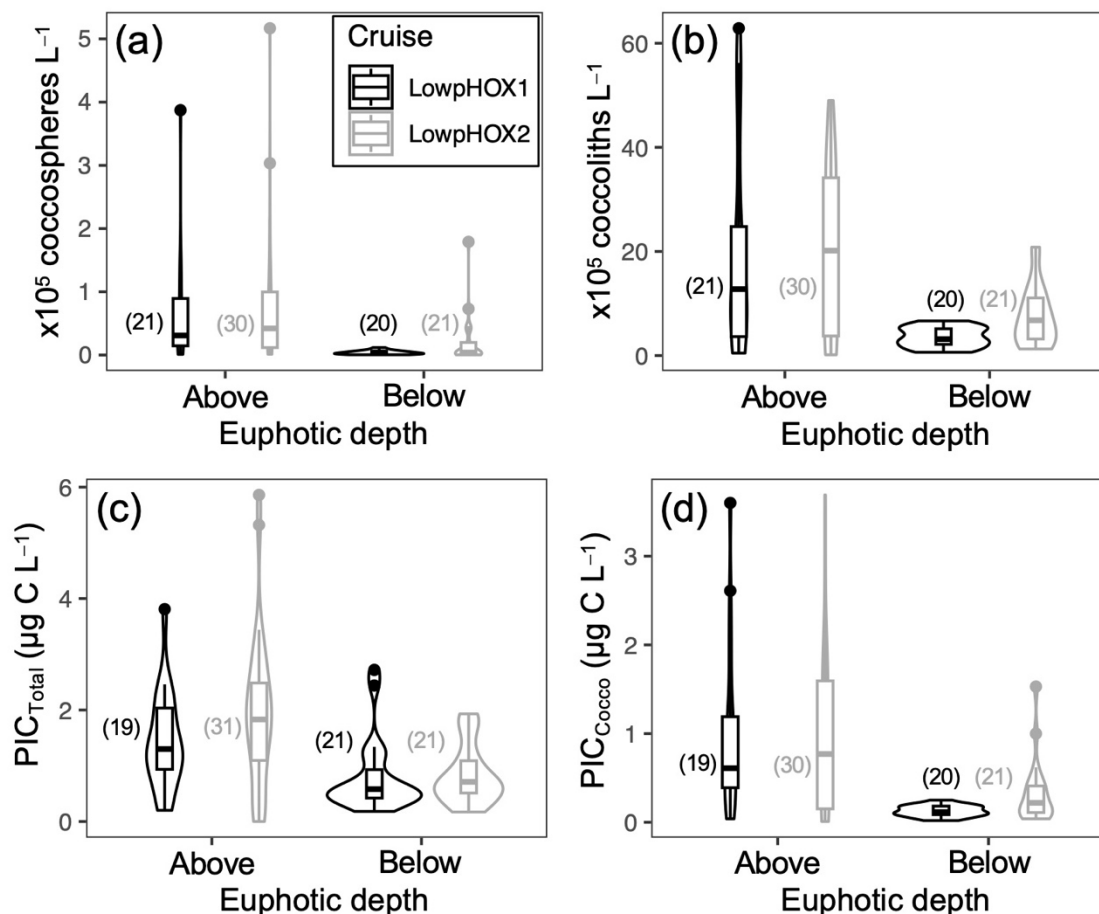 (a)
x10⁵ coccospheres L⁻¹
5
4
3
2
1
0
Cruise
LowpHOX1
LowpHOX2
(21)
(30)
(20)
(21)
Above
Below
Euphotic depth
(b)
x10⁵ coccoliths L⁻¹
60
40
20
0
(21)
(30)
(20)
(21)
Above
Below
Euphotic depth
(c)
PIC_Total (µg C L⁻¹)
6
4
2
0
(19)
(31)
(21)
(21)
Above
Below
Euphotic depth
(d)
PIC_Cocco (µg C L⁻¹)
3
2
1
0
(19)
(30)
(20)
(21)
Above
Below
Euphotic depth